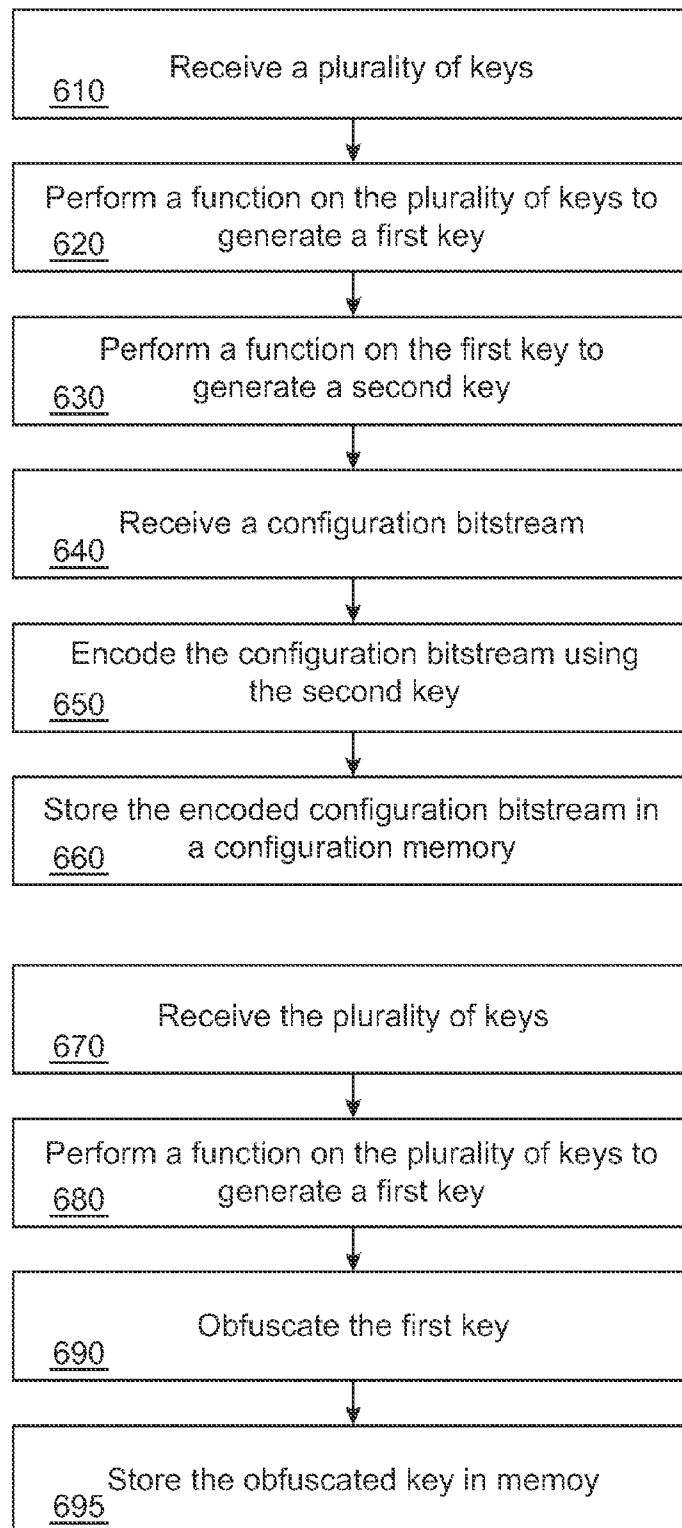 Receive a plurality of keys
610
Perform a function on the plurality of keys to
620 generate a first key
Perform a function on the first key to
generate a second key
630
Receive a configuration bitstream
640
Encode the configuration bitstream using
the second key
650
Store the encoded configuration bitstream in
660 a configuration memory
Receive the plurality of keys
670
Perform a function on the plurality of keys to
680 generate a first key
Obfuscate the first key
690
Store the obfuscated key in memoy
695